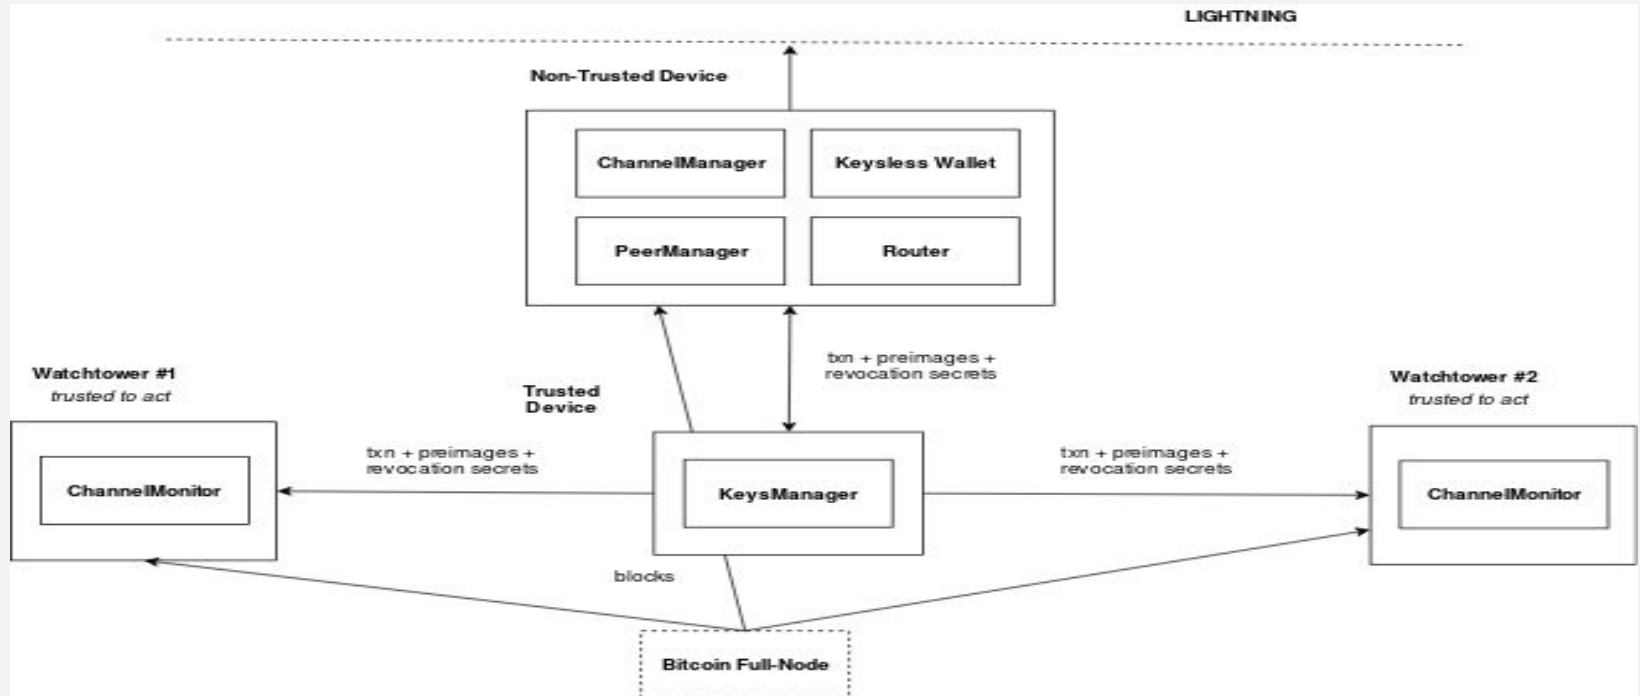 LIGHTNING
Non-Trusted Device
ChannelManager
Keysless Wallet
PeerManager
Router
txn + preimages +
revocation secrets
Watchtower #1
trusted to act
Trusted
Device
Watchtower #2
trusted to act
txn + preimages +
revocation secrets
txn + preimages +
revocation secrets
ChannelMonitor
KeysManager
ChannelMonitor
blocks
Bitcoin Full-Node